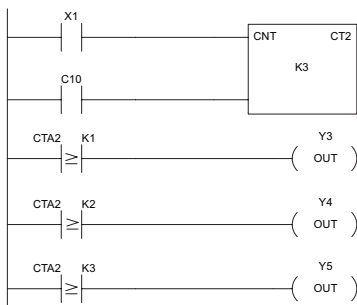 X1
CNT CT2
K3
C10
CTA2 K1 Y3
≥ OUT
CTA2 K2 Y4
≥ OUT
CTA2 K3 Y5
≥ OUT